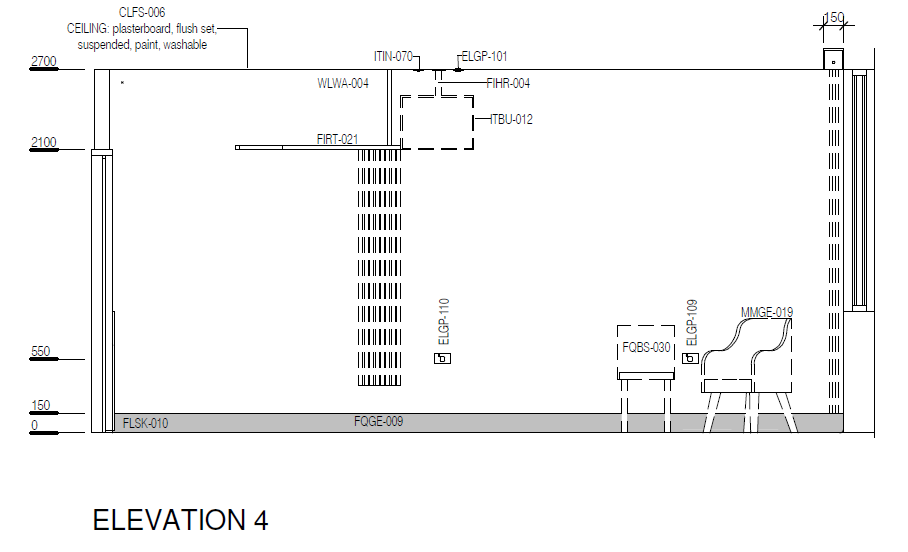 CLFS-006
CEILING: plasterboard, flush set,
suspended, paint, washable
150
ITIN-070
ELGP-101
2700
WLWA-004
FIHR-004
ITBU-012
FIRT-021
2100
ELGP-110
ELGP-109
MMGE-019
FQBS-030
550
150
0
FLSK-010
FQGE-009
ELEVATION 4